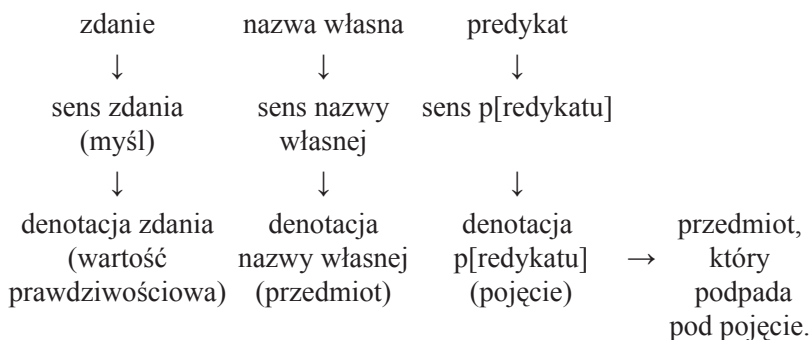 zdanie nazwa własna predykat
↓ ↓ ↓
sens zdania sens nazwy sens p[redykatu]
(myśl) własnej
↓ ↓ ↓
denotacja zdania denotacja denotacja przedmiot,
(wartość nazwy własnej p[redykatu] → który
prawdziwościowa) (przedmiot) (pojęcie) podpada
pod pojęcie.